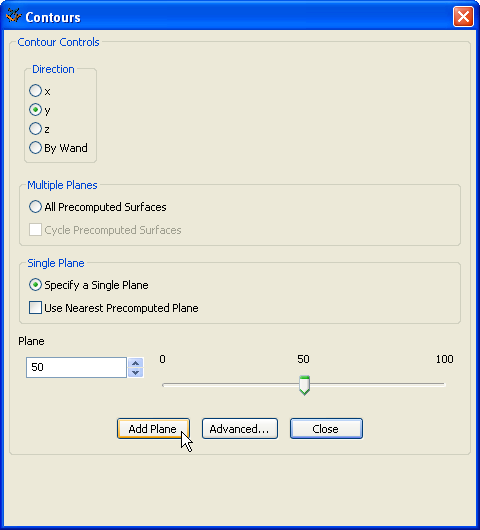 Contours
Contour Controls
Direction
x
y
z
By Wand
Multiple Planes
All Precomputed Surfaces
Cycle Precomputed Surfaces
Single Plane
Specify a Single Plane
Use Nearest Precomputed Plane
Plane
0 50 100
50
Add Plane Advanced... Close